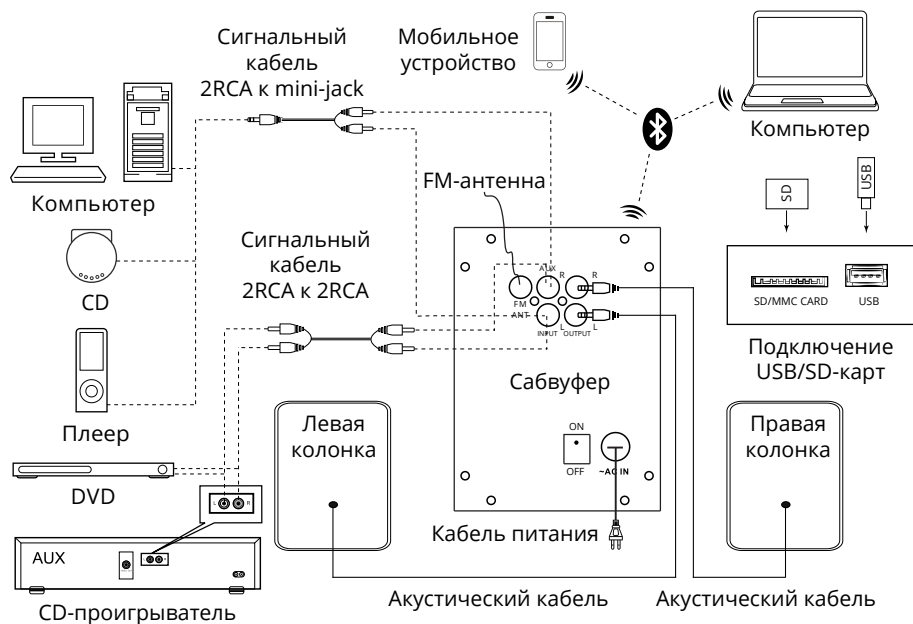 Сигнальный
кабель
2RCA к mini-jack
Мобильное
устройство
Компьютер
Компьютер
FM-антенна
SD
USB
CD
Сигнальный
кабель
2RCA к 2RCA
AUX
R
R
FM
ANT
L
L
INPUT
OUTPUT
SD/MMC CARD
USB
Подключение
USB/SD-карт
Плеер
Сабвуфер
Левая
колонка
Правая
колонка
ON
OFF
~AC IN
DVD
L
R
Кабель питания
AUX
CD-проигрыватель
Акустический кабель
Акустический кабель